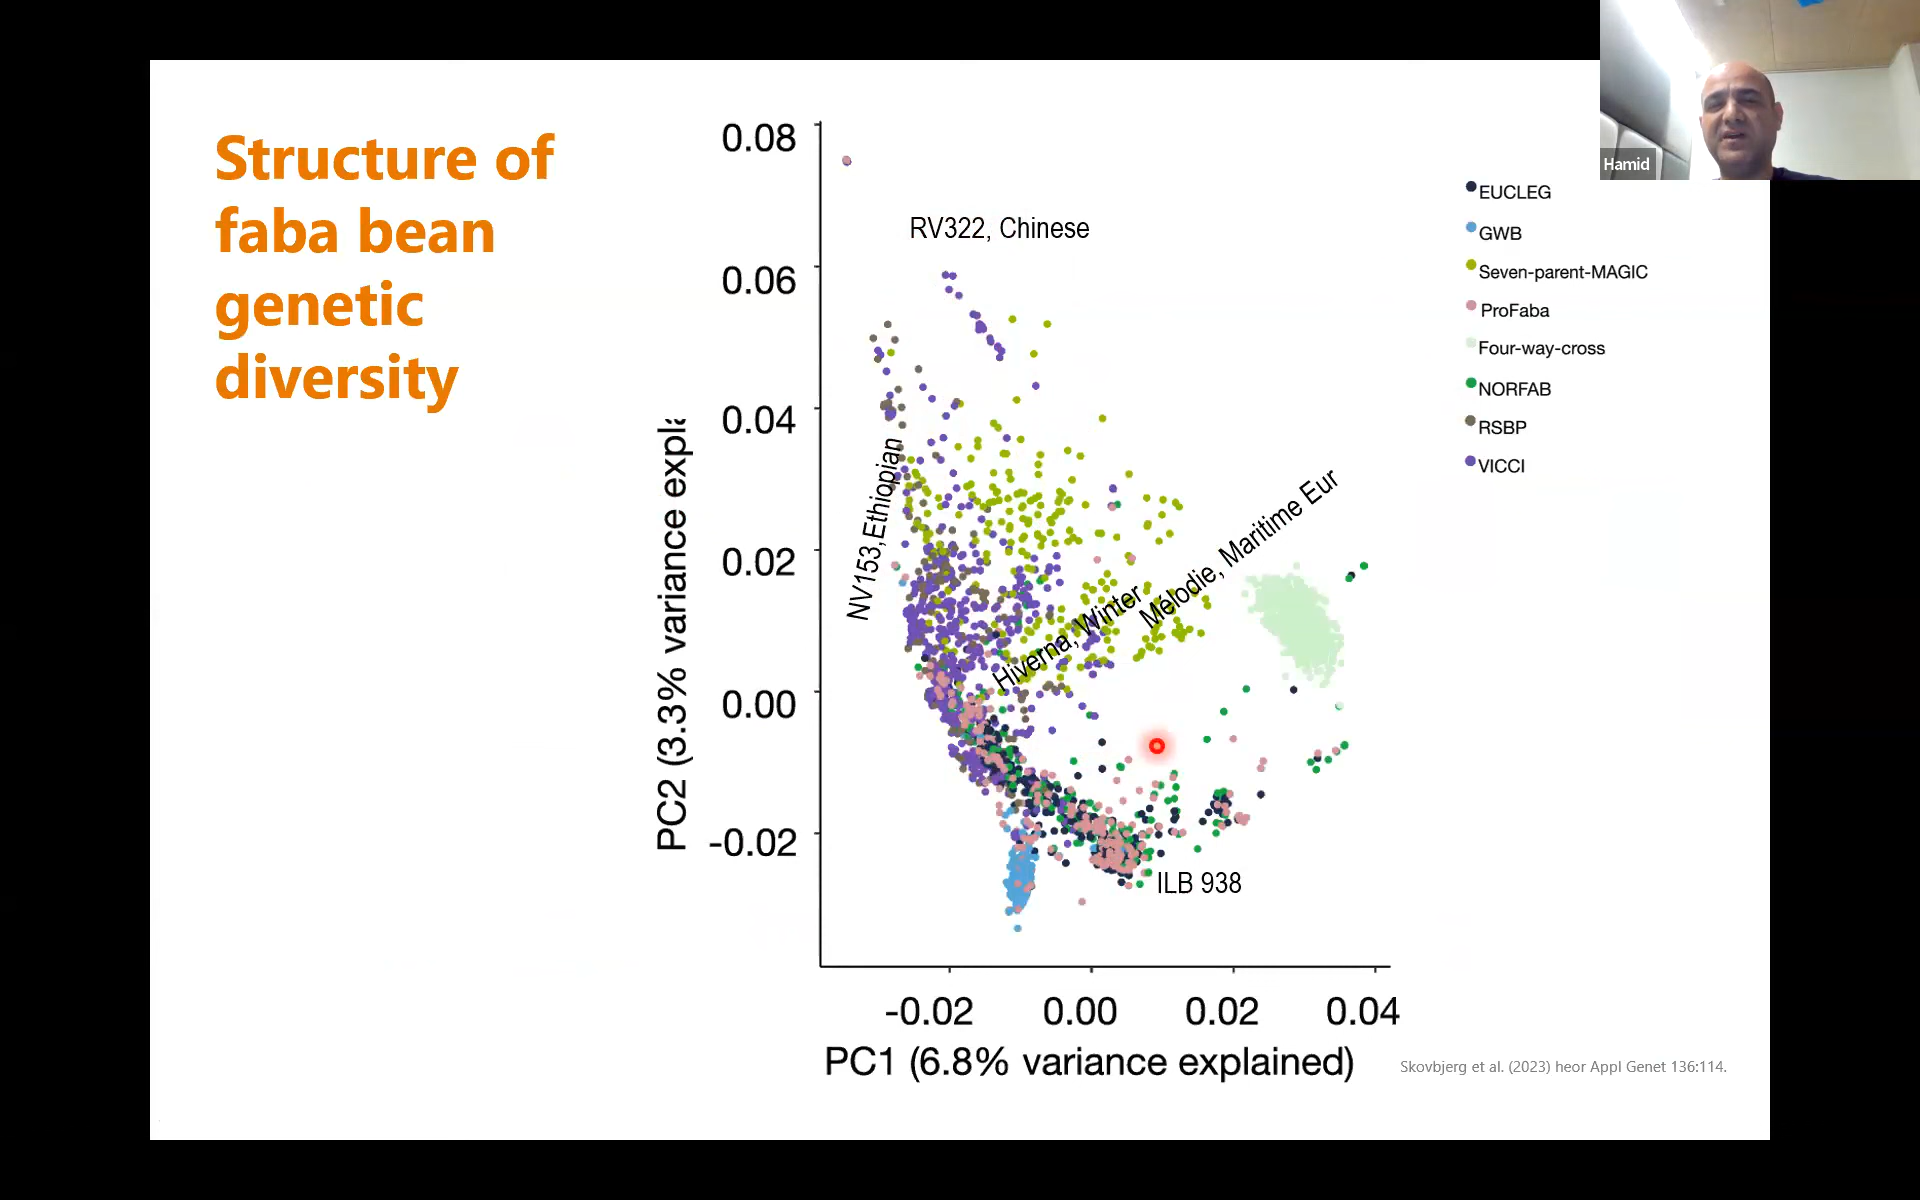 Structure of
faba bean
genetic
diversity
Hamid
0.08
0.06
0.04
0.02
0.00
-0.02
PC2 (3.3% variance
RV322, Chinese
NV153,Ethiopian
Hiverna, Winter
Mélodie, Maritime Eur
ILB 938
EUCLEG
GWB
Seven-parent-MAGIC
ProFaba
Four-way-cross
NORFAB
RSBP
VICCI
-0.02 0.00 0.02 0.04
PC1 (6.8% variance explained)
Skovbjerg et al. (2023) heor Appl Genet 136:114.